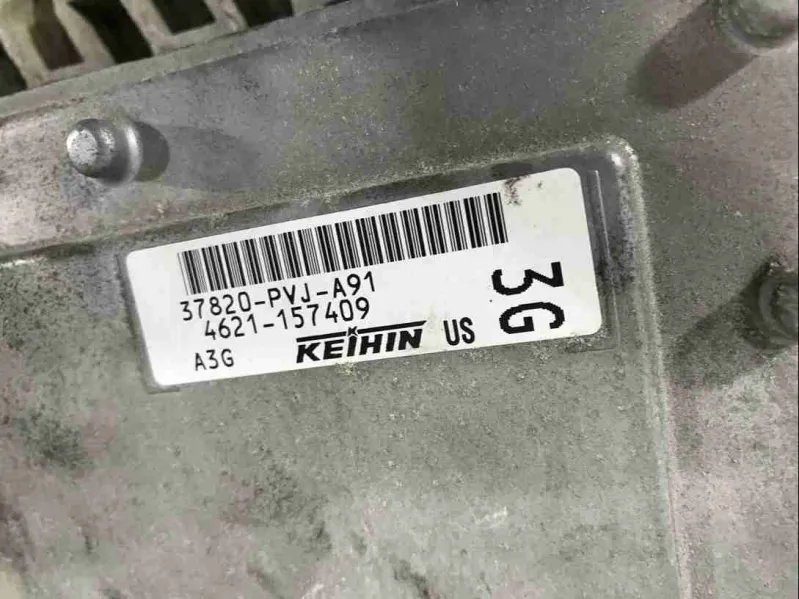 37820-PVJ-A91
4621-157409
A3G
KEIHIN
US
3G